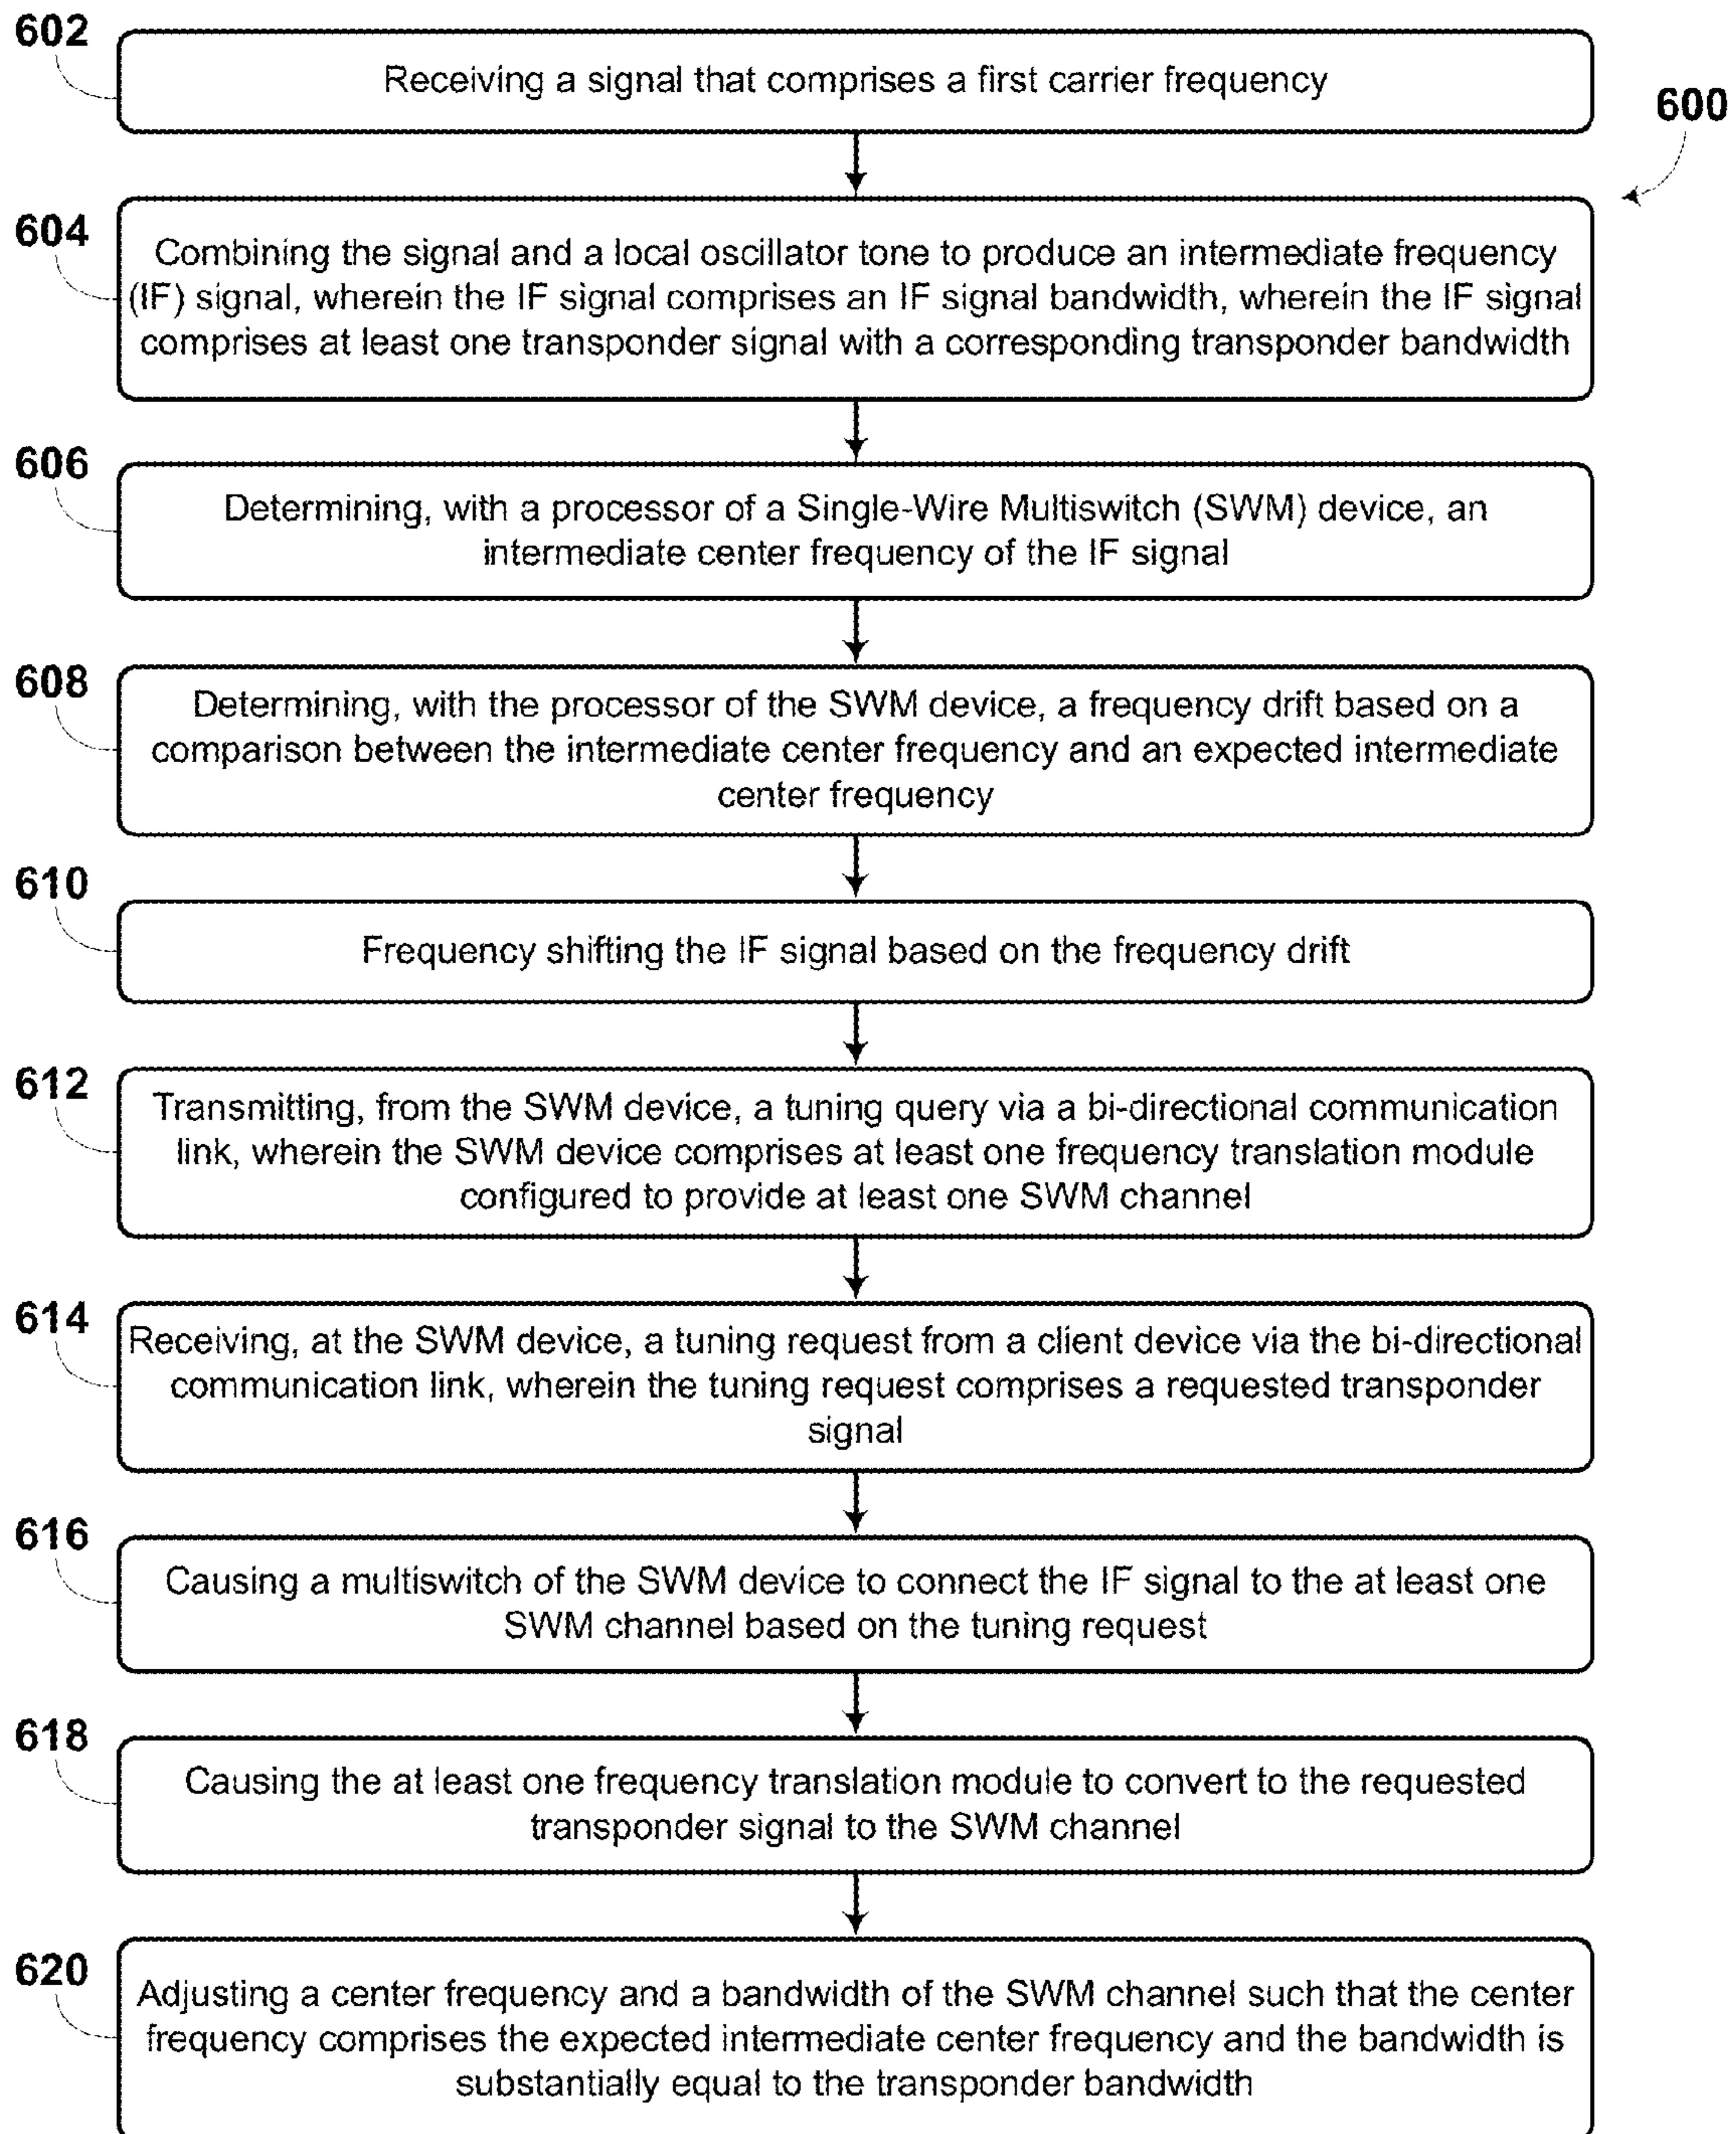 602
Receiving a signal that comprises a first carrier frequency
600
604
Combining the signal and a local oscillator tone to produce an intermediate frequency
(IF) signal, wherein the IF signal comprises an IF signal bandwidth, wherein the IF signal
comprises at least one transponder signal with a corresponding transponder bandwidth
606
Determining, with a processor of a Single-Wire Multiswitch (SWM) device, an
intermediate center frequency of the IF signal
608
Determining, with the processor of the SWM device, a frequency drift based on a
comparison between the intermediate center frequency and an expected intermediate
center frequency
610
Frequency shifting the IF signal based on the frequency drift
612
Transmitting, from the SWM device, a tuning query via a bi-directional communication
link, wherein the SWM device comprises at least one frequency translation module
configured to provide at least one SWM channel
614
Receiving, at the SWM device, a tuning request from a client device via the bi-directional
communication link, wherein the tuning request comprises a requested transponder
signal
616
Causing a multiswitch of the SWM device to connect the IF signal to the at least one
SWM channel based on the tuning request
618
Causing the at least one frequency translation module to convert to the requested
transponder signal to the SWM channel
620
Adjusting a center frequency and a bandwidth of the SWM channel such that the center
frequency comprises the expected intermediate center frequency and the bandwidth is
substantially equal to the transponder bandwidth